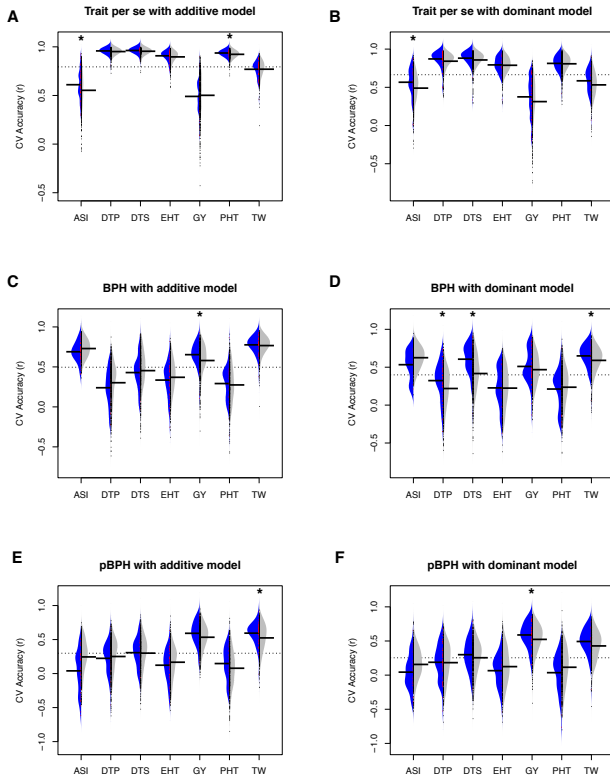 A
Trait per se with additive model
*
*
CV Accuracy (r)
1.0
0.5
0.0
−0.5
ASI DTP DTS EHT GY PHT TW
B
Trait per se with dominant model
*
CV Accuracy (r)
1.0
0.5
0.0
−0.5
ASI DTP DTS EHT GY PHT TW
C
BPH with additive model
*
CV Accuracy (r)
1.0
0.5
0.0
−0.5
ASI DTP DTS EHT GY PHT TW
D
BPH with dominant model
* * *
CV Accuracy (r)
1.0
0.5
0.0
−0.5
ASI DTP DTS EHT GY PHT TW
E
pBPH with additive model
*
CV Accuracy (r)
1.0
0.5
0.0
−0.5
−1.0
ASI DTP DTS EHT GY PHT TW
F
pBPH with dominant model
*
CV Accuracy (r)
1.0
0.5
0.0
−0.5
−1.0
ASI DTP DTS EHT GY PHT TW